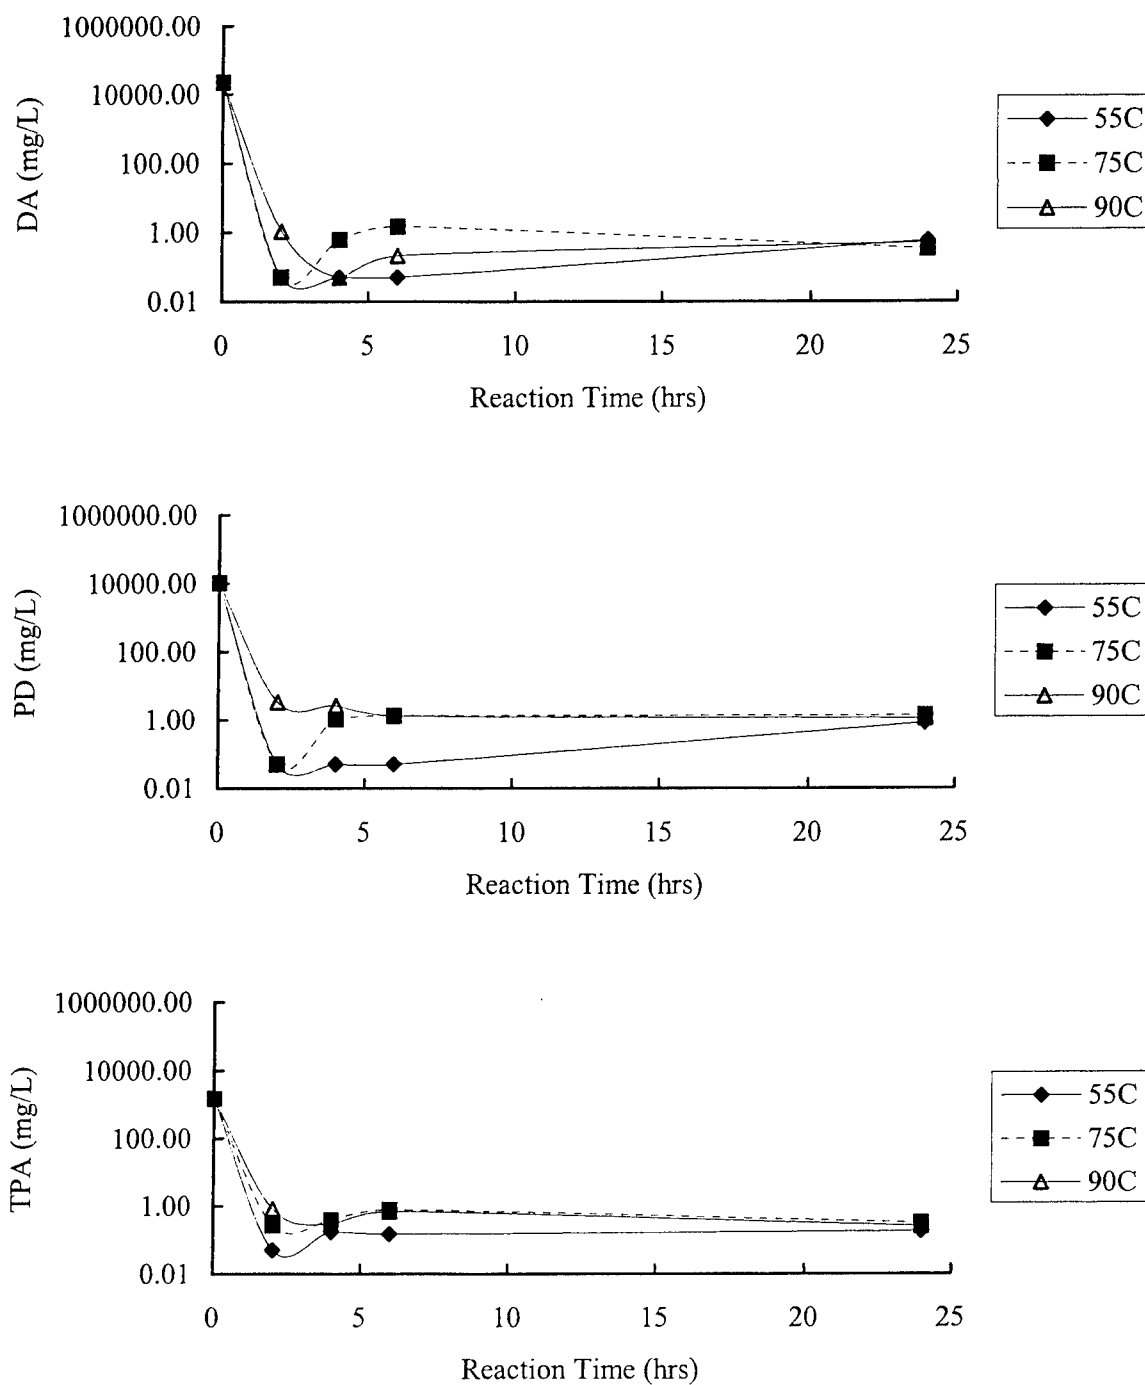 1000000.00
10000.00
100.00
1.00
0.01
DA (mg/L)
0 5 10 15 20 25
Reaction Time (hrs)
55C
75C
90C
1000000.00
10000.00
100.00
1.00
0.01
PD (mg/L)
0 5 10 15 20 25
Reaction Time (hrs)
55C
75C
90C
1000000.00
10000.00
100.00
1.00
0.01
TPA (mg/L)
0 5 10 15 20 25
Reaction Time (hrs)
55C
75C
90C